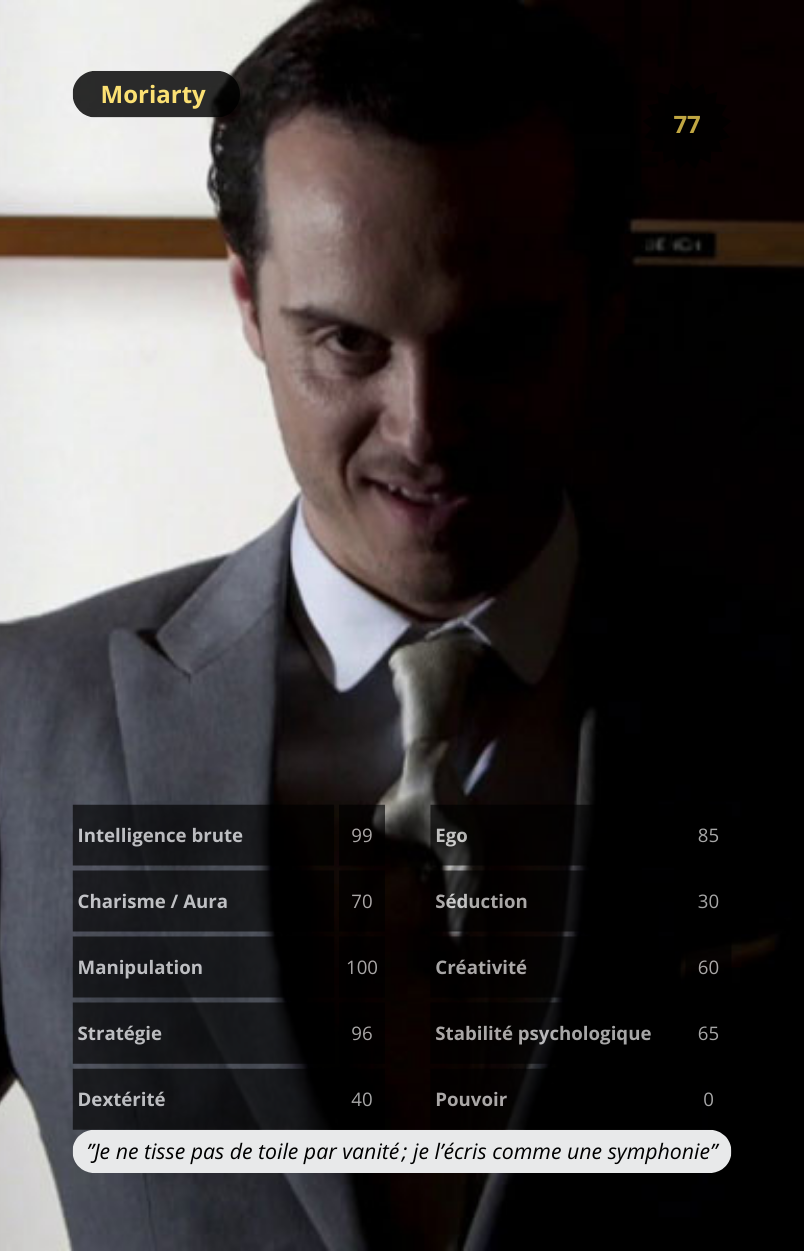 Moriarty
77
Intelligence brute 99
Ego 85
Charisme / Aura 70
Séduction 30
Manipulation 100
Créativité 60
Stratégie 96
Stabilité psychologique 65
Dextérité 40
Pouvoir 0
”Je ne tisse pas de toile par vanité ; je l’écris comme une symphonie”